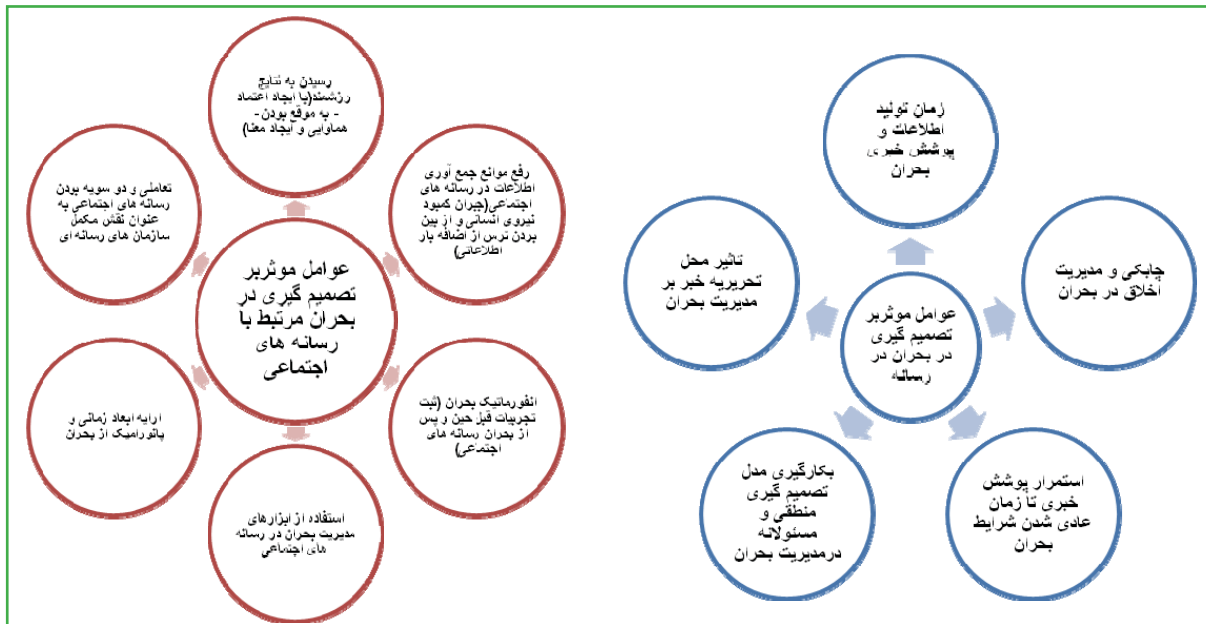 زمان تولید
اطلاعات و
پوشش خبری
بحران
چابکی و مدیریت
اخلاق در بحران
استمرار پوشش
خبری تا زمان
عادی شدن شرایط
بحران
بکارگیری مدل
تصمیم گیری
منطقی و
مسئولانه
درمدیریت بحران
تاثیر محل
تحریریه خبر بر
مدیریت بحران
عوامل موثربر
تصمیم گیری
در بحران در
رسانه
رسیدن به نتایج
رزشمند(با ایجاد اعتماد
- به موقع بودن-
هماوایی و ایجاد معنا)
رفع موانع جمع آوری
اطلاعات در رسانه های
اجتماعی(جبران کمبود
نیروی انسانی و از بین
بردن ترس از اضافه بار
اطلاعاتی)
انفورماتیک بحران (ثبت
تجربیات قبل حین و پس
از بحران رسانه های
اجتماعی)
استفاده از ابزارهای
مدیریت بحران در رسانه
های اجتماعی
ارایه ابعاد زمانی و
پانورامیک از بحران
تعاملی و دو سویه بودن
رسانه های اجتماعی به
عنوان نقش مکمل
سازمان های رسانه ای
عوامل موثربر
تصمیم گیری در
بحران مرتبط با
رسانه های
اجتماعی